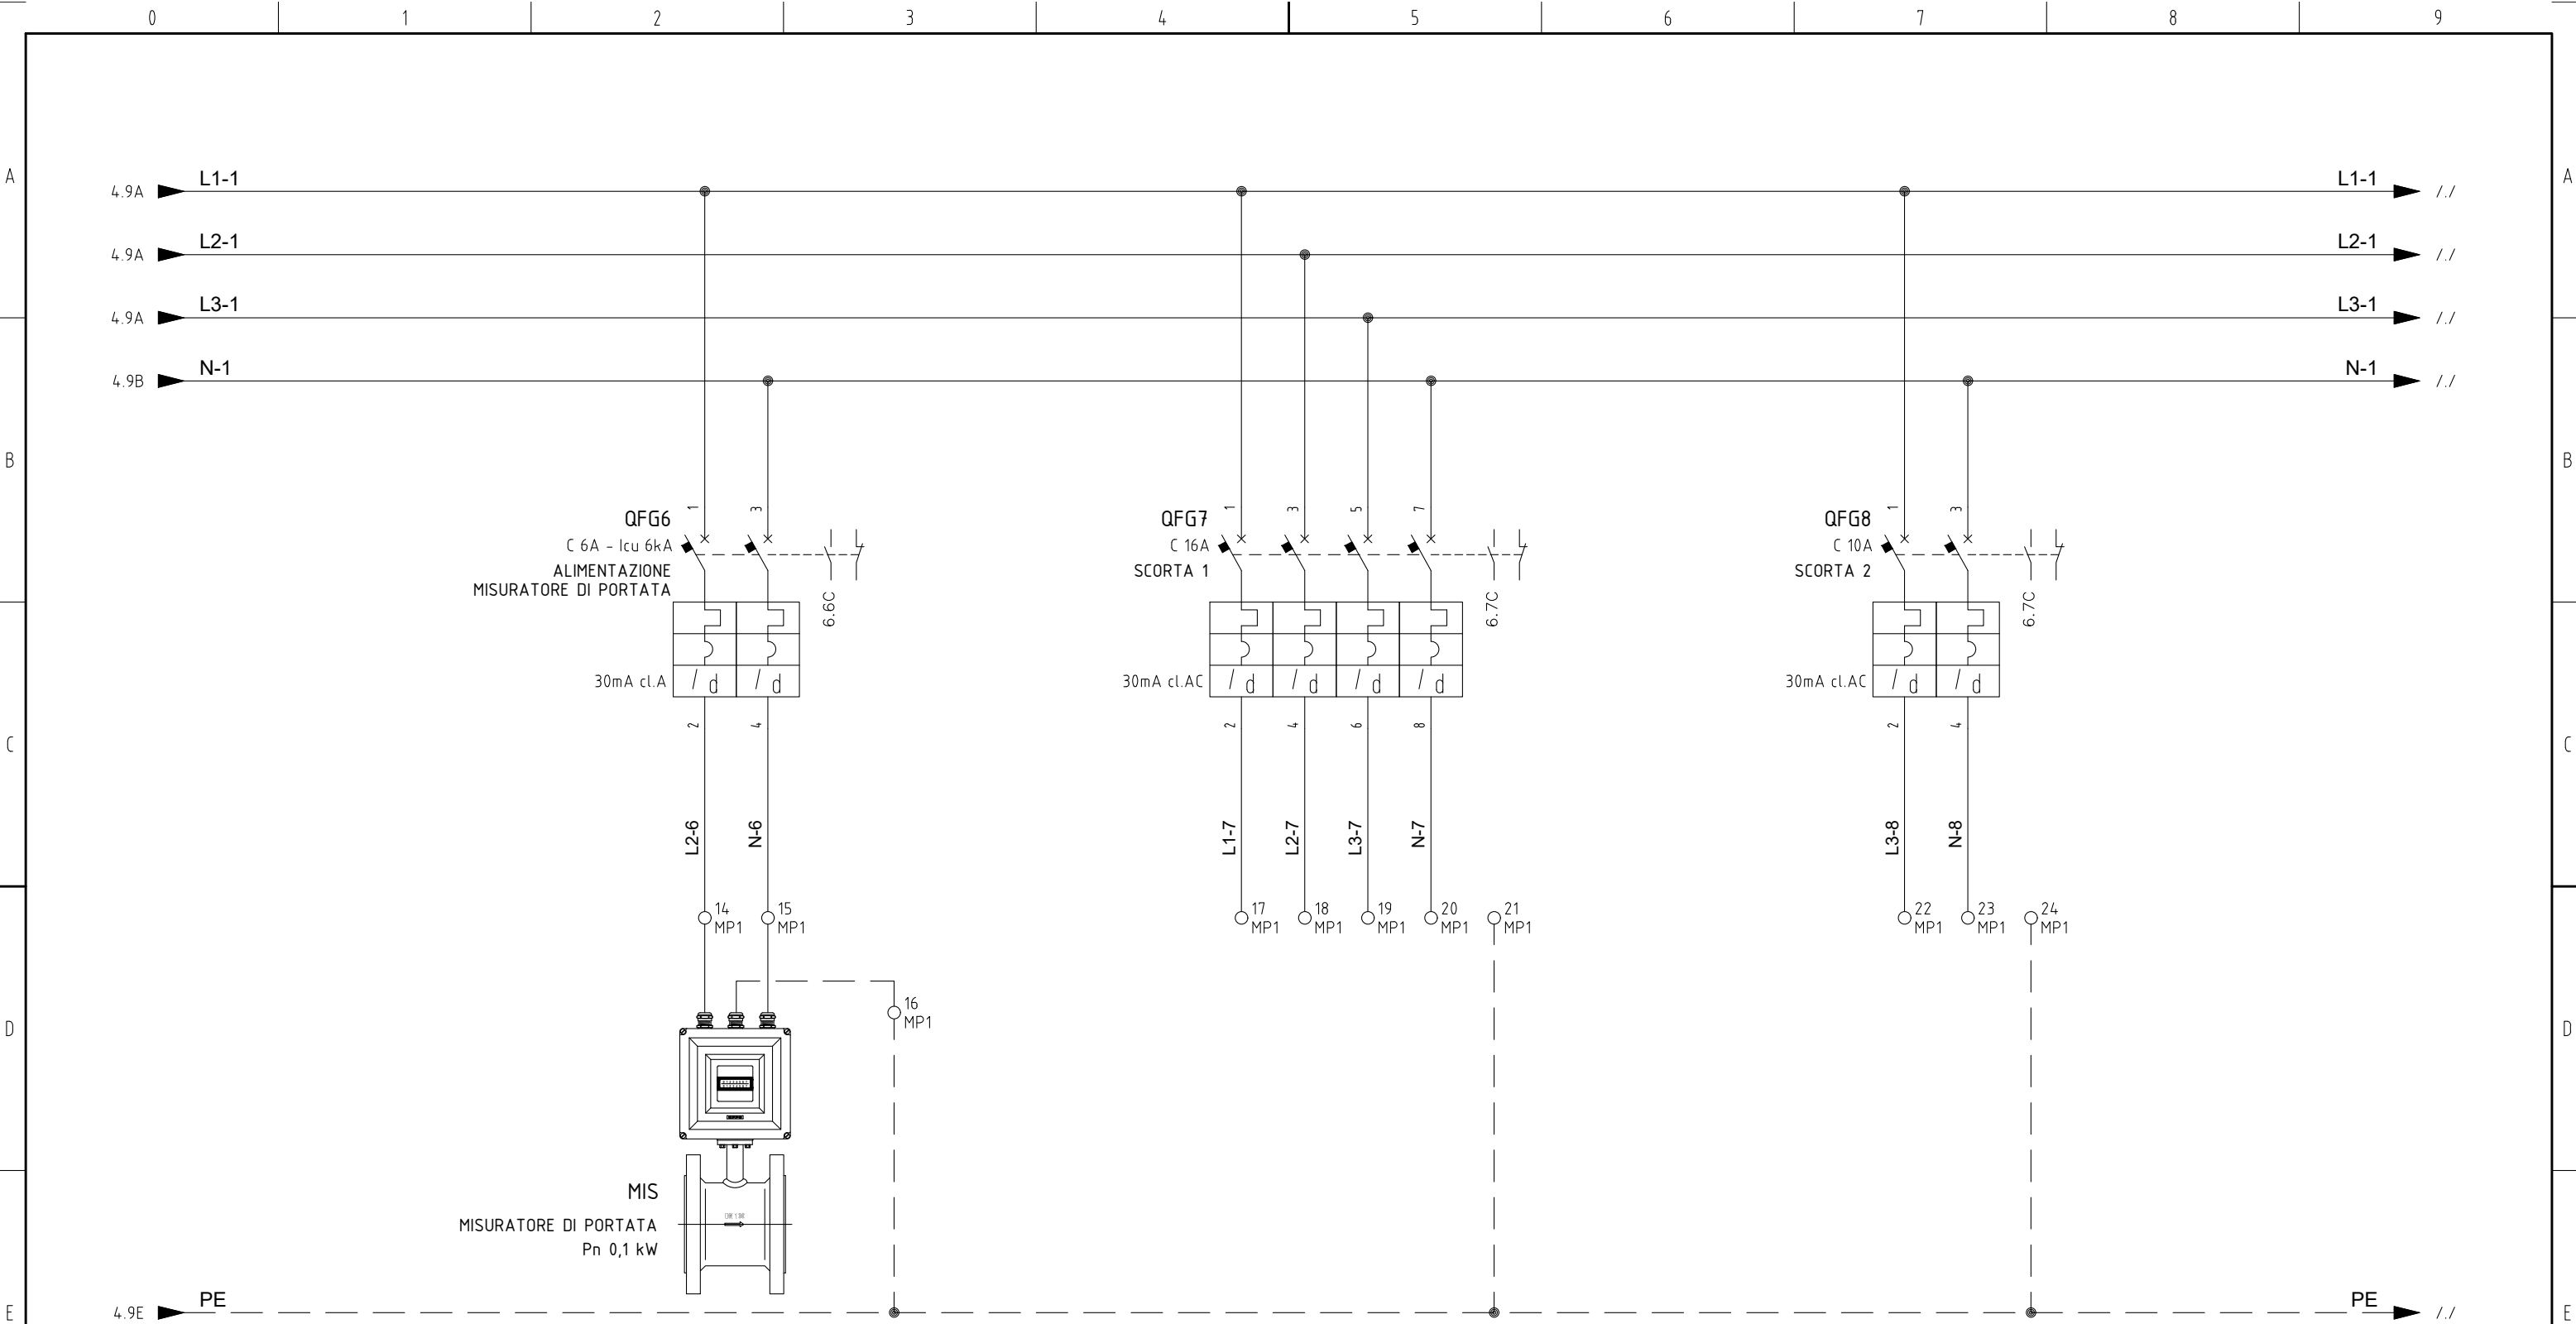 0 1 2 3 4 5 6 7 8 9
A A
4.9A L1-1 L1-1 /./
4.9A L2-1 L2-1 /./
4.9A L3-1 L3-1 /./
4.9B N-1 N-1 /./
B B
1 3 1 3 5 7 1 3
QFG6 QFG7 QFG8
C 6A - Icu 6kA C 16A C 10A
ALIMENTAZIONE SCORTA 1 SCORTA 2
MISURATORE DI PORTATA
6.6C 6.7C 6.7C
30mA cl.A / d / d 30mA cl.AC / d / d / d / d 30mA cl.AC / d / d
2 4 2 4 6 8 2 4
C C
L2-6 N-6 L1-7 L2-7 L3-7 N-7 L3-8 N-8
14 15 17 18 19 20 21 22 23 24
MP1 MP1 MP1 MP1 MP1 MP1 MP1 MP1 MP1 MP1
16
MP1
D D
MIS
MISURATORE DI PORTATA
Pn 0,1 kW
PE PE
E 4.9E /./ E